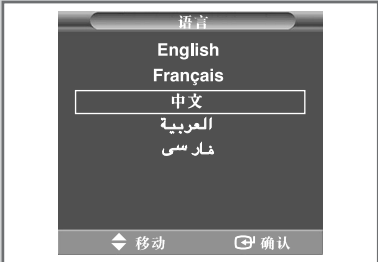 语言
English
Français
中文
العربية
فارسی
移动 确认